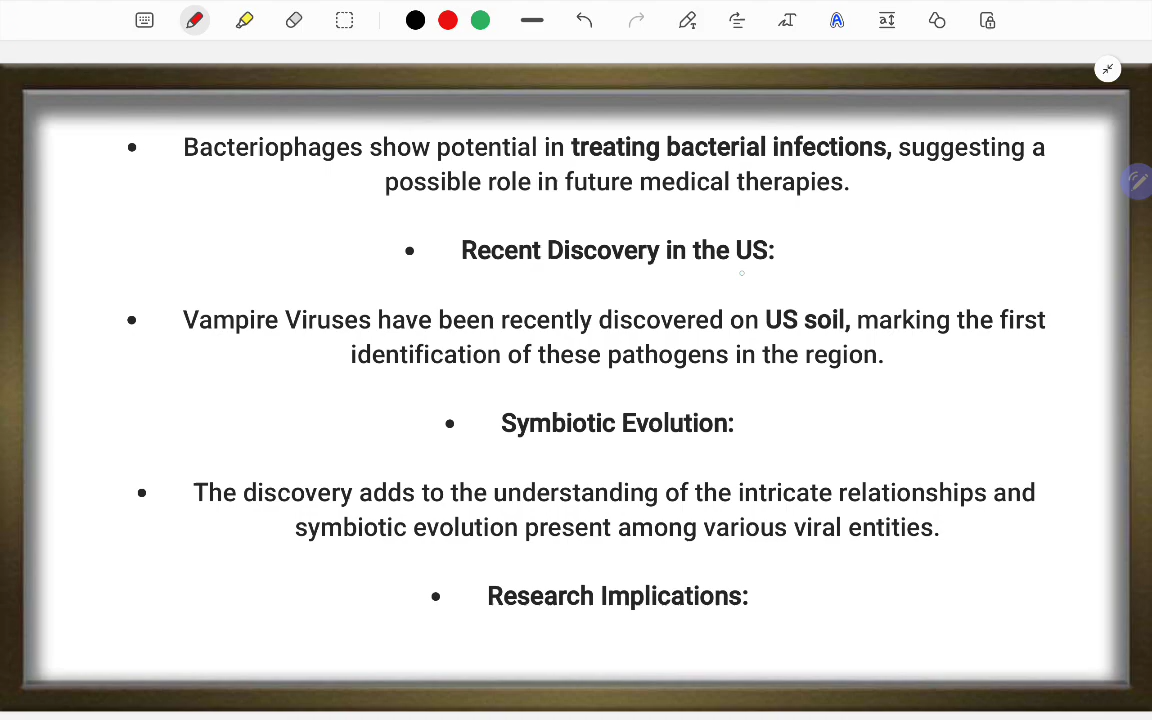 • Bacteriophages show potential in treating bacterial infections, suggesting a
possible role in future medical therapies.
• Recent Discovery in the US:
• Vampire Viruses have been recently discovered on US soil, marking the first
identification of these pathogens in the region.
• Symbiotic Evolution:
• The discovery adds to the understanding of the intricate relationships and
symbiotic evolution present among various viral entities.
• Research Implications: